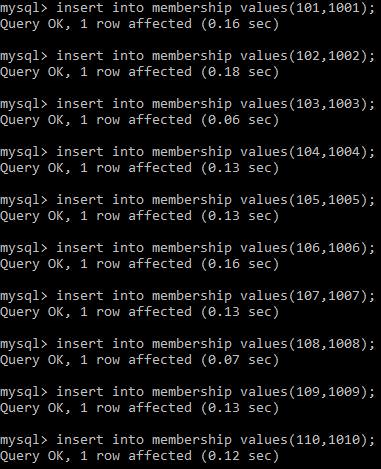 mysql> insert into membership values(101,1001);
Query OK, 1 row affected (0.16 sec)
mysql> insert into membership values(102,1002);
Query OK, 1 row affected (0.18 sec)
mysql> insert into membership values(103,1003);
Query OK, 1 row affected (0.06 sec)
mysql> insert into membership values(104,1004);
Query OK, 1 row affected (0.13 sec)
mysql> insert into membership values(105,1005);
Query OK, 1 row affected (0.13 sec)
mysql> insert into membership values(106,1006);
Query OK, 1 row affected (0.16 sec)
mysql> insert into membership values(107,1007);
Query OK, 1 row affected (0.13 sec)
mysql> insert into membership values(108,1008);
Query OK, 1 row affected (0.07 sec)
mysql> insert into membership values(109,1009);
Query OK, 1 row affected (0.13 sec)
mysql> insert into membership values(110,1010);
Query OK, 1 row affected (0.12 sec)